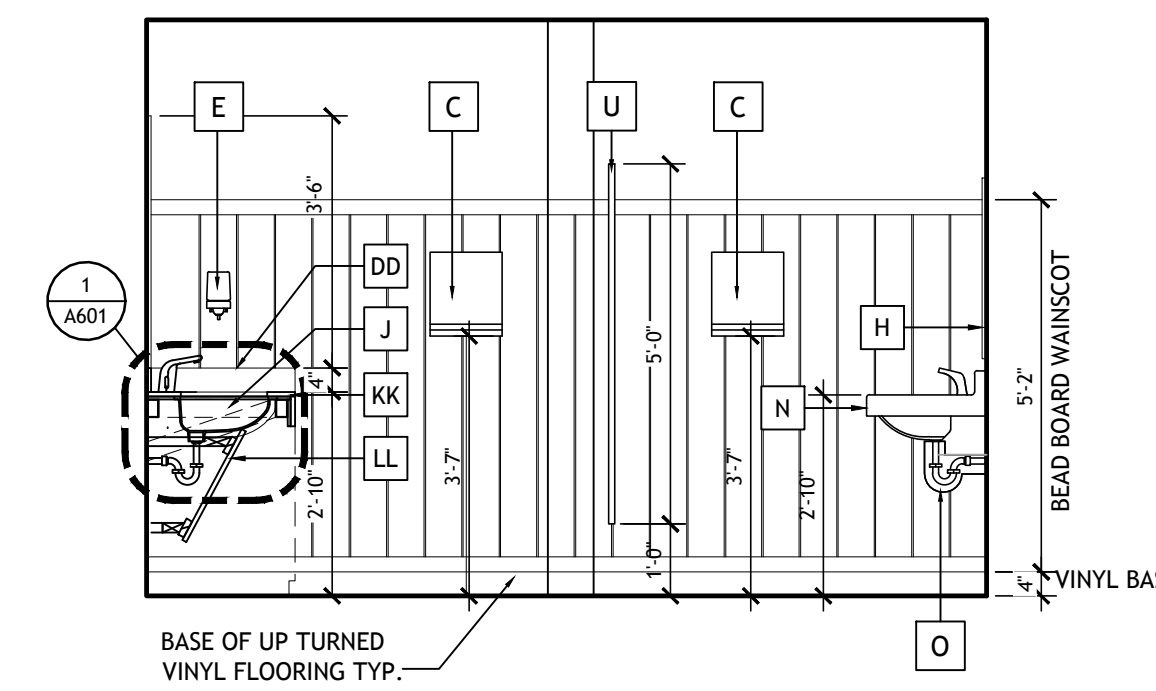 E
C
U
C
3'-6"
DD
1
A601
J
H
5'-0"
4"
KK
N
5'-2"
BEAD BOARD WAINSCOT
LL
3'-7"
3'-7"
2'-10"
2'-10"
1'-0"
4"
VINYL BAS
BASE OF UP TURNED
VINYL FLOORING TYP.
O